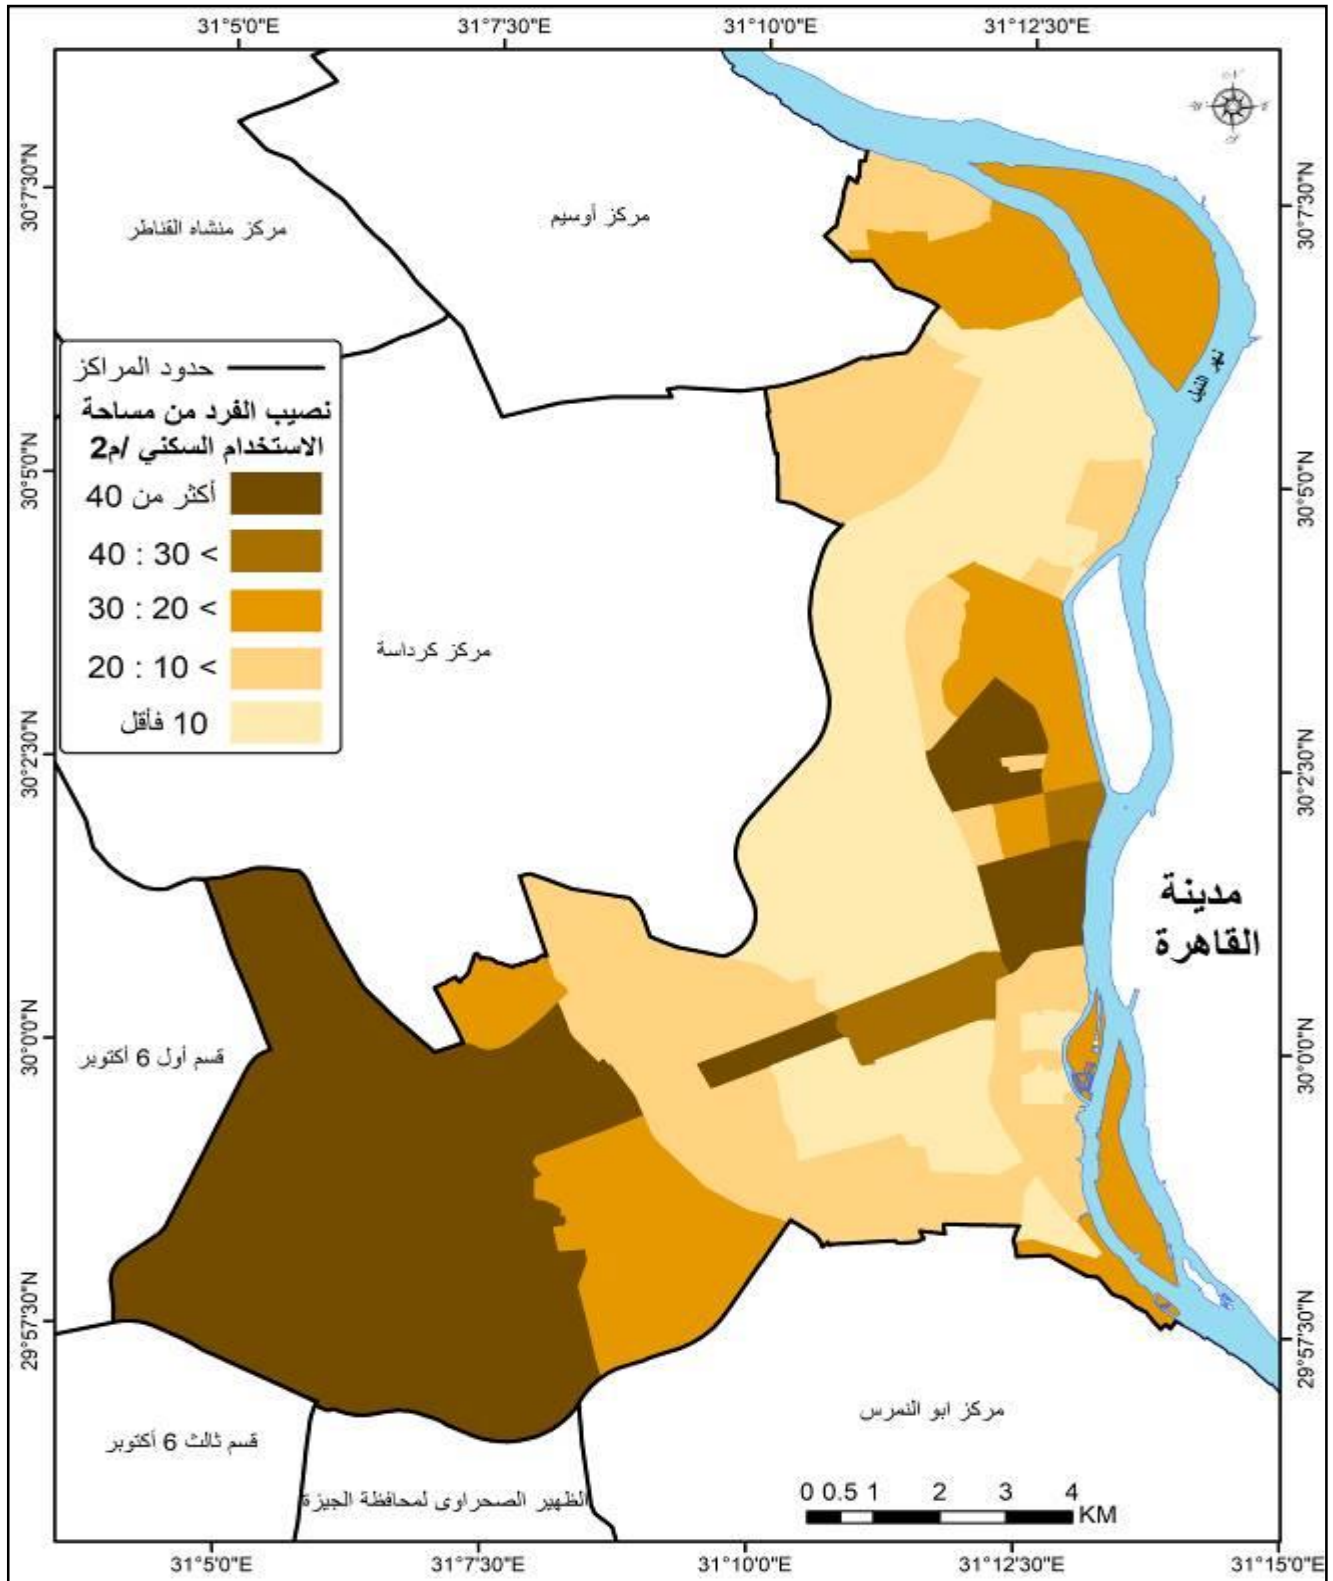 31°5'0"E 31°7'30"E 31°10'0"E 31°12'30"E
30°7'30"N
30°7'30"N
مركز أوسيم
مركز منشاه القناطر
نهر النيل
حدود المراكز
نصيب الفرد من مساحة
الاستخدام السكني /م2
أكثر من 40
> 30 : 40
> 20 : 30
> 10 : 20
10 فأقل
30°5'0"N
30°5'0"N
مركز كرداسة
30°2'30"N
30°2'30"N
مدينة
القاهرة
30°0'0"N
30°0'0"N
قسم أول 6 أكتوبر
29°57'30"N
29°57'30"N
مركز ابو النمرس
قسم ثالث 6 أكتوبر
الظهير الصحراوى لمحافظة الجيزة
0 0.5 1 2 3 4
KM
31°5'0"E 31°7'30"E 31°10'0"E 31°12'30"E 31°15'0"E